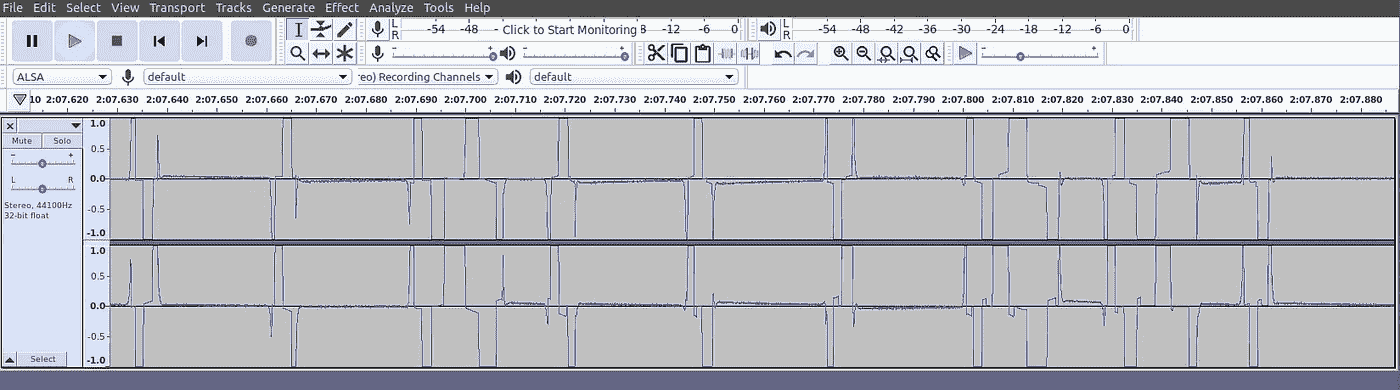 File Edit Select View Transport Tracks Generate Effect Analyze Tools Help
L R -54 -48 - Click to Start Monitoring 8 -12 -6 0 L R -54 -48 -42 -36 -30 -24 -18 -12 -6 0
- + - + - +
ALSA default eo) Recording Channels default
10 2:07.620 2:07.630 2:07.640 2:07.650 2:07.660 2:07.670 2:07.680 2:07.690 2:07.700 2:07.710 2:07.720 2:07.730 2:07.740 2:07.750 2:07.760 2:07.770 2:07.780 2:07.790 2:07.800 2:07.810 2:07.820 2:07.830 2:07.840 2:07.850 2:07.860 2:07.870 2:07.880
1.0
Mute Solo
0.5
- +
0.0
L R
Stereo, 44100Hz
-0.5
32-bit float
-1.0
1.0
0.5
0.0
-0.5
Select -1.0